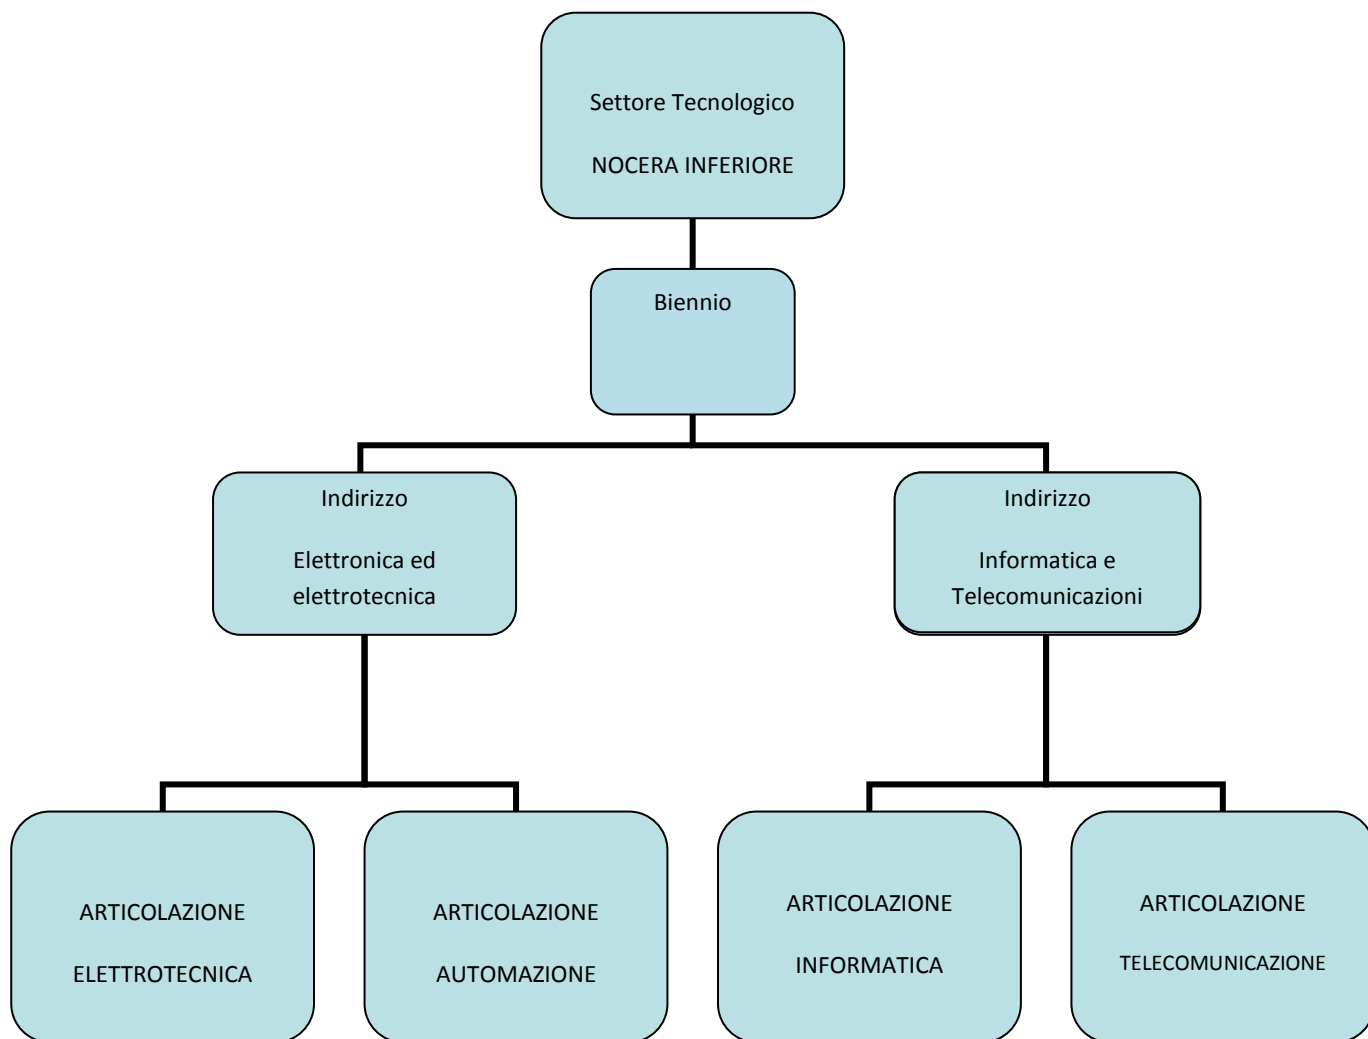 Settore Tecnologico
NOCERA INFERIORE
Biennio
Indirizzo
Elettronica ed
elettrotecnica
Indirizzo
Informatica e
Telecomunicazioni
ARTICOLAZIONE
ELETTROTECNICA
ARTICOLAZIONE
AUTOMAZIONE
ARTICOLAZIONE
INFORMATICA
ARTICOLAZIONE
TELECOMUNICAZIONE